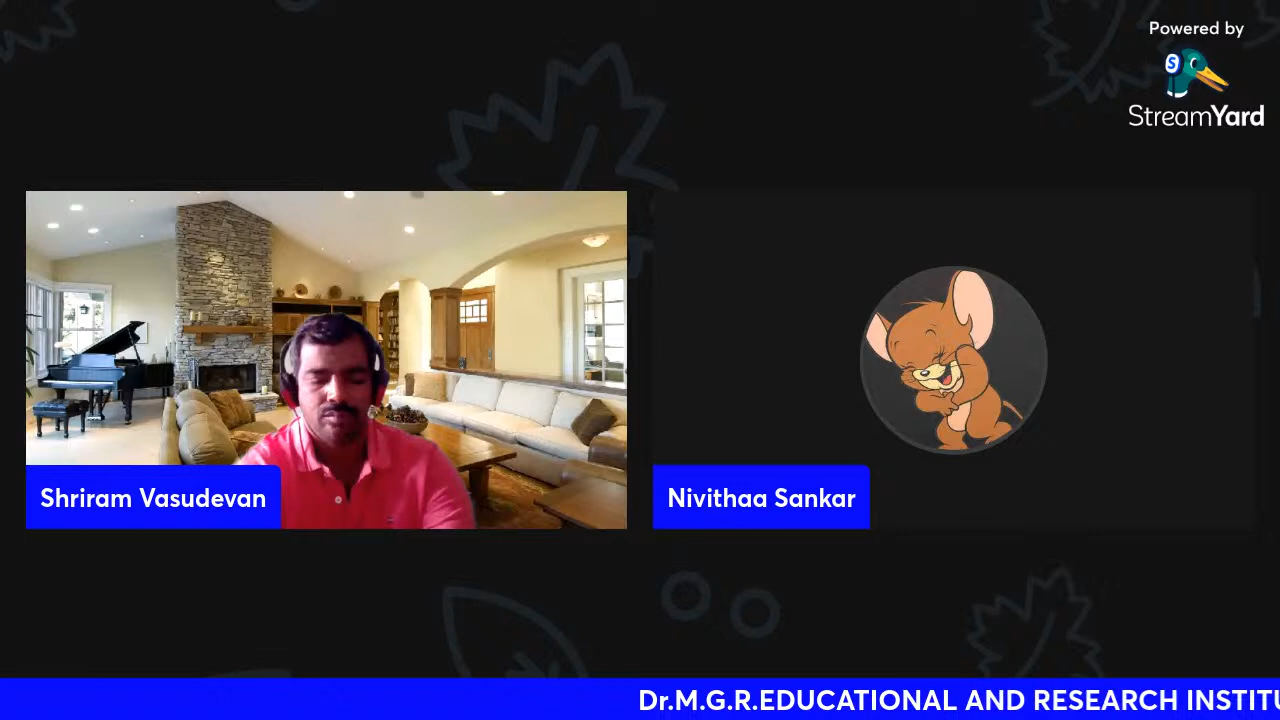 Powered by
StreamYard
Shriram Vasudevan
Nivithaa Sankar
Dr.M.G.R.EDUCATIONAL AND RESEARCH INSTITU